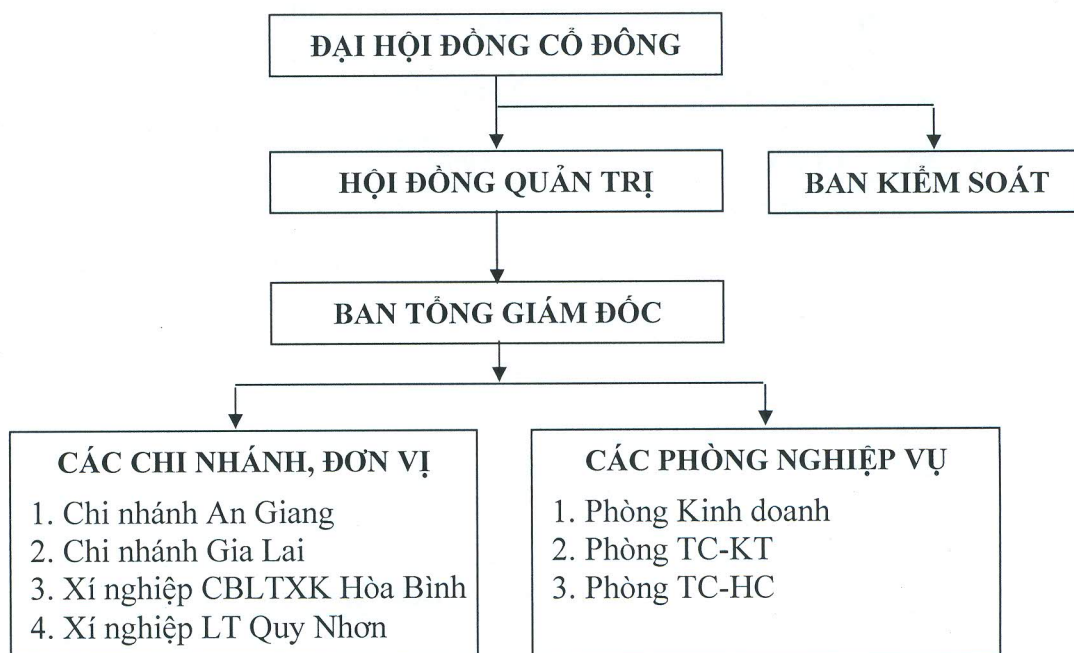 ĐẠI HỘI ĐỒNG CỔ ĐÔNG
HỘI ĐỒNG QUẢN TRỊ
BAN KIỂM SOÁT
BAN TỔNG GIÁM ĐỐC
CÁC CHI NHÁNH, ĐƠN VỊ
1. Chi nhánh An Giang
2. Chi nhánh Gia Lai
3. Xí nghiệp CBLTXK Hòa Bình
4. Xí nghiệp LT Quy Nhơn
CÁC PHÒNG NGHIỆP VỤ
1. Phòng Kinh doanh
2. Phòng TC-KT
3. Phòng TC-HC